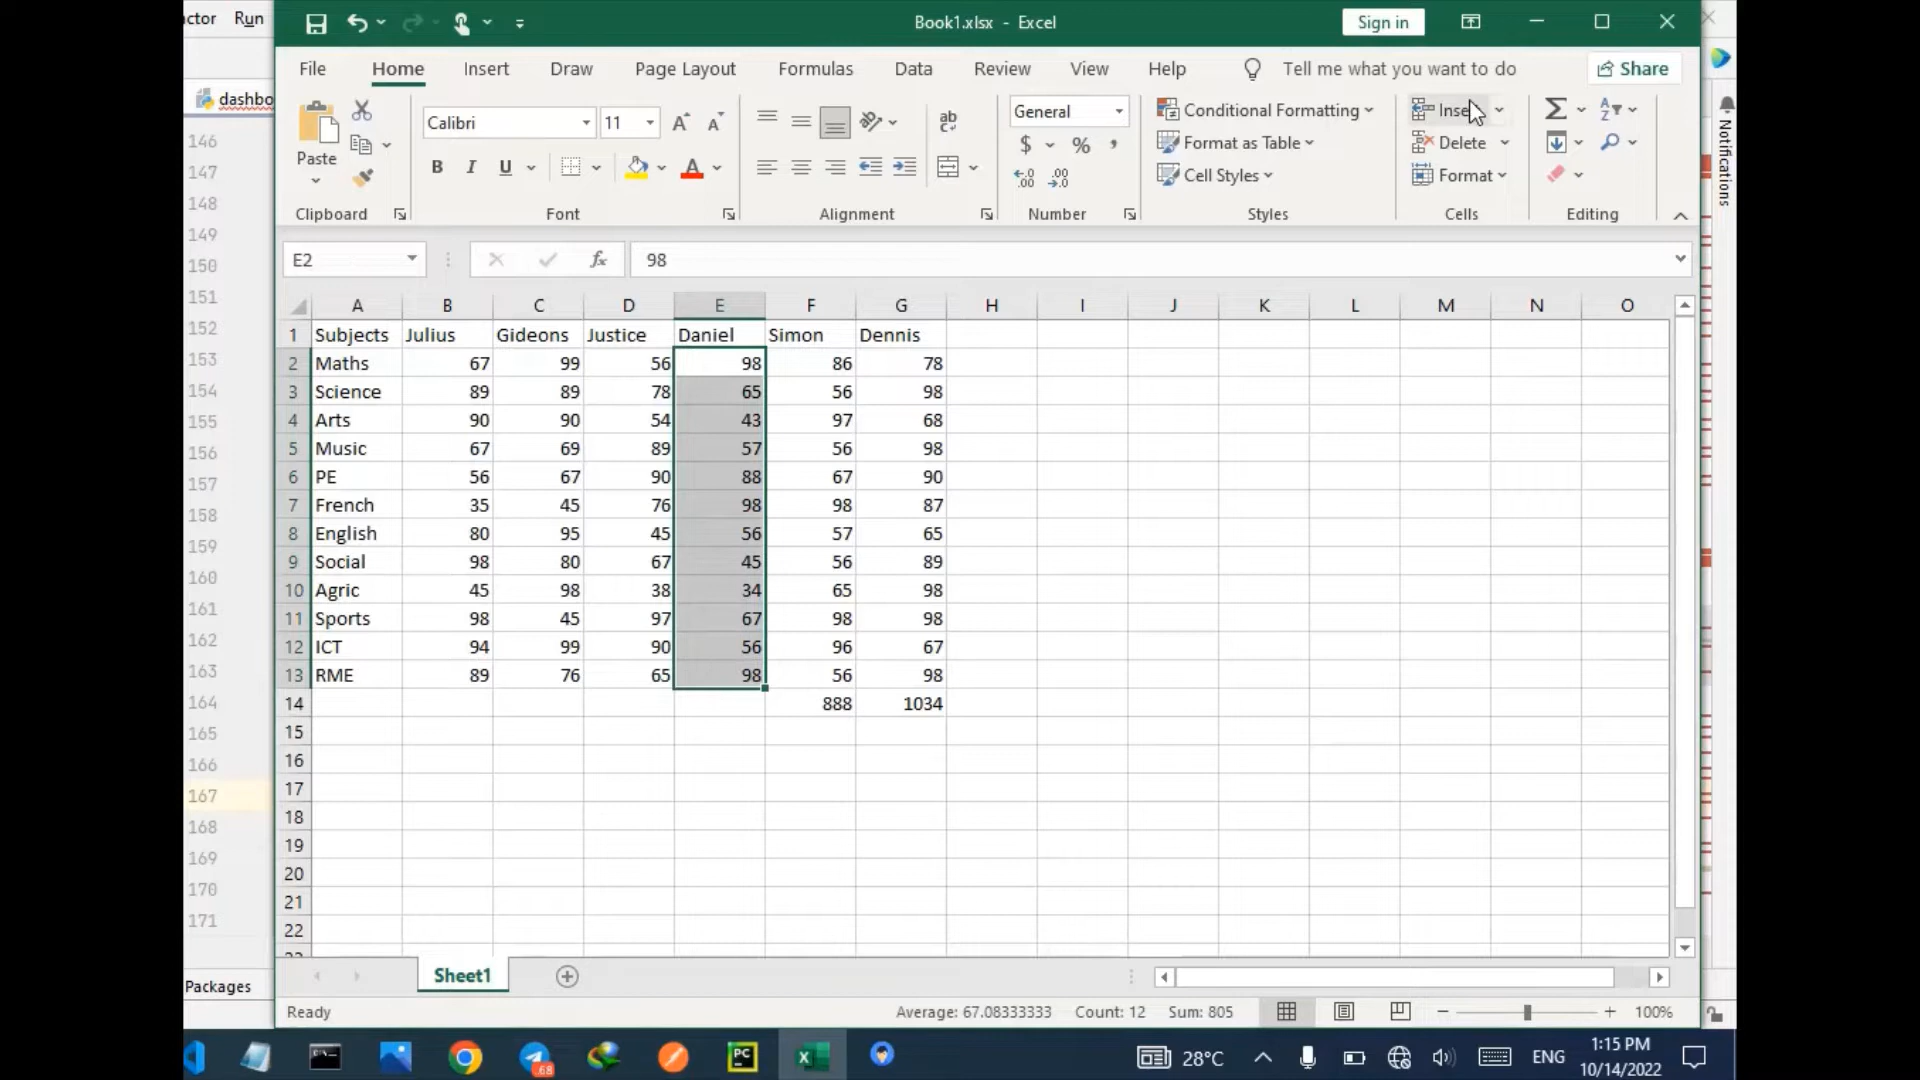 ctor Run
Book1.xlsx - Excel
Sign in
File Home Insert Draw Page Layout Formulas Data Review View Help Tell me what you want to do Share
dashbo
Paste
Calibri 11
B I U A
ab
General
$ % ,
Conditional Formatting
Format as Table
Cell Styles
Delete
Format
Clipboard Font Alignment Number Styles Cells Editing
Notifications
E2 fx 98
A B C D E F G H I J K L M N O
1 Subjects Julius Gideons Justice Daniel Simon Dennis
2 Maths 67 99 56 98 86 78
3 Science 89 89 78 65 56 98
4 Arts 90 90 54 43 97 68
5 Music 67 69 89 57 56 98
6 PE 56 67 90 88 67 90
7 French 35 45 76 98 98 87
8 English 80 95 45 56 57 65
9 Social 98 80 67 45 56 89
10 Agric 45 98 38 34 65 98
11 Sports 98 45 97 67 98 98
12 ICT 94 99 90 56 96 67
13 RME 89 76 65 98 56 98
14 888 1034
15
16
17
18
19
20
21
22
146
147
148
149
150
151
152
153
154
155
156
157
158
159
160
161
162
163
164
165
166
167
168
169
170
171
Packages
Sheet1
Ready Average: 67.08333333 Count: 12 Sum: 805 100%
PC
.68
28°C ENG 1:15 PM
10/14/2022